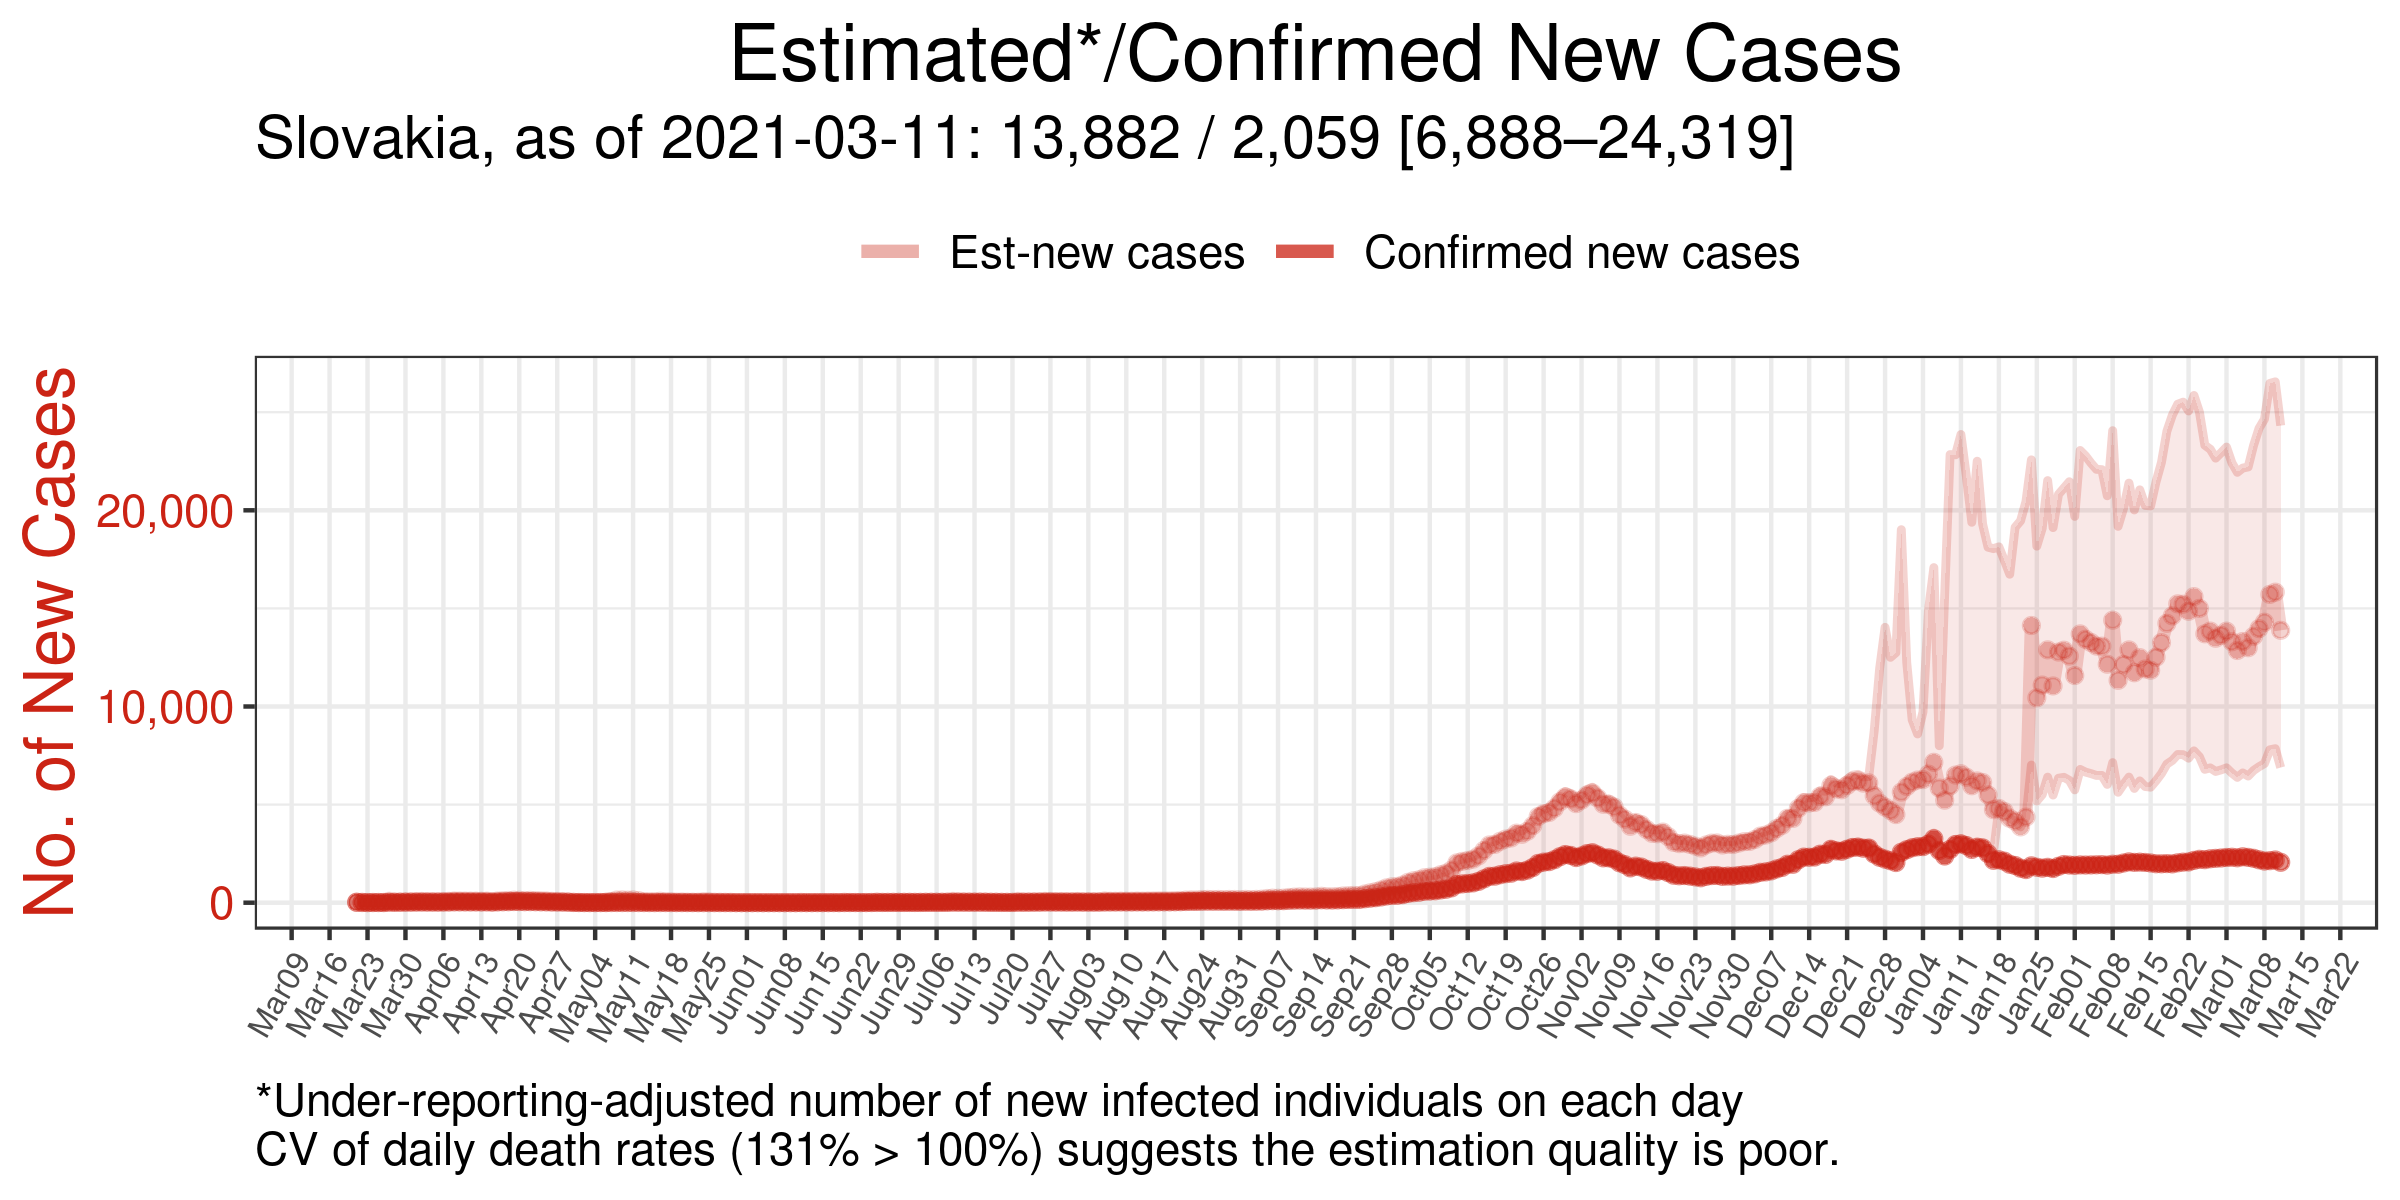 Estimated*/Confirmed New Cases
Slovakia, as of 2021-03-11: 13,882 / 2,059 [6,888–24,319]
Est-new cases Confirmed new cases
No. of New Cases
20,000
10,000
0
Mar09 Mar16 Mar23 Mar30 Apr06 Apr13 Apr20 Apr27 May04 May11 May18 May25 Jun01 Jun08 Jun15 Jun22 Jun29 Jul06 Jul13 Jul20 Jul27 Aug03 Aug10 Aug17 Aug24 Aug31 Sep07 Sep14 Sep21 Sep28 Oct05 Oct12 Oct19 Oct26 Nov02 Nov09 Nov16 Nov23 Nov30 Dec07 Dec14 Dec21 Dec28 Jan04 Jan11 Jan18 Jan25 Feb01 Feb08 Feb15 Feb22 Mar01 Mar08 Mar15 Mar22
*Under-reporting-adjusted number of new infected individuals on each day
CV of daily death rates (131% > 100%) suggests the estimation quality is poor.